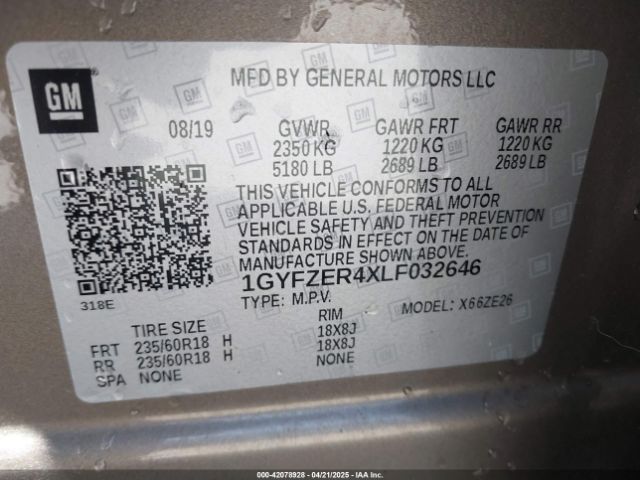 GM
MFD BY GENERAL MOTORS LLC
08/19 GVWR GAWR FRT GAWR RR
2350 KG 1220 KG 1220 KG
5180 LB 2689 LB 2689 LB
THIS VEHICLE CONFORMS TO ALL
APPLICABLE U.S. FEDERAL MOTOR
VEHICLE SAFETY AND THEFT PREVENTION
STANDARDS IN EFFECT ON THE DATE OF
MANUFACTURE SHOWN ABOVE.
1GYFZER4XLF032646
318E
TYPE: M.P.V. MODEL: X66ZE26
TIRE SIZE RIM
FRT 235/60R18 H 18X8J
RR 235/60R18 H 18X8J
SPA NONE NONE
000-42078928 - 04/21/2025 - IAAI.COM